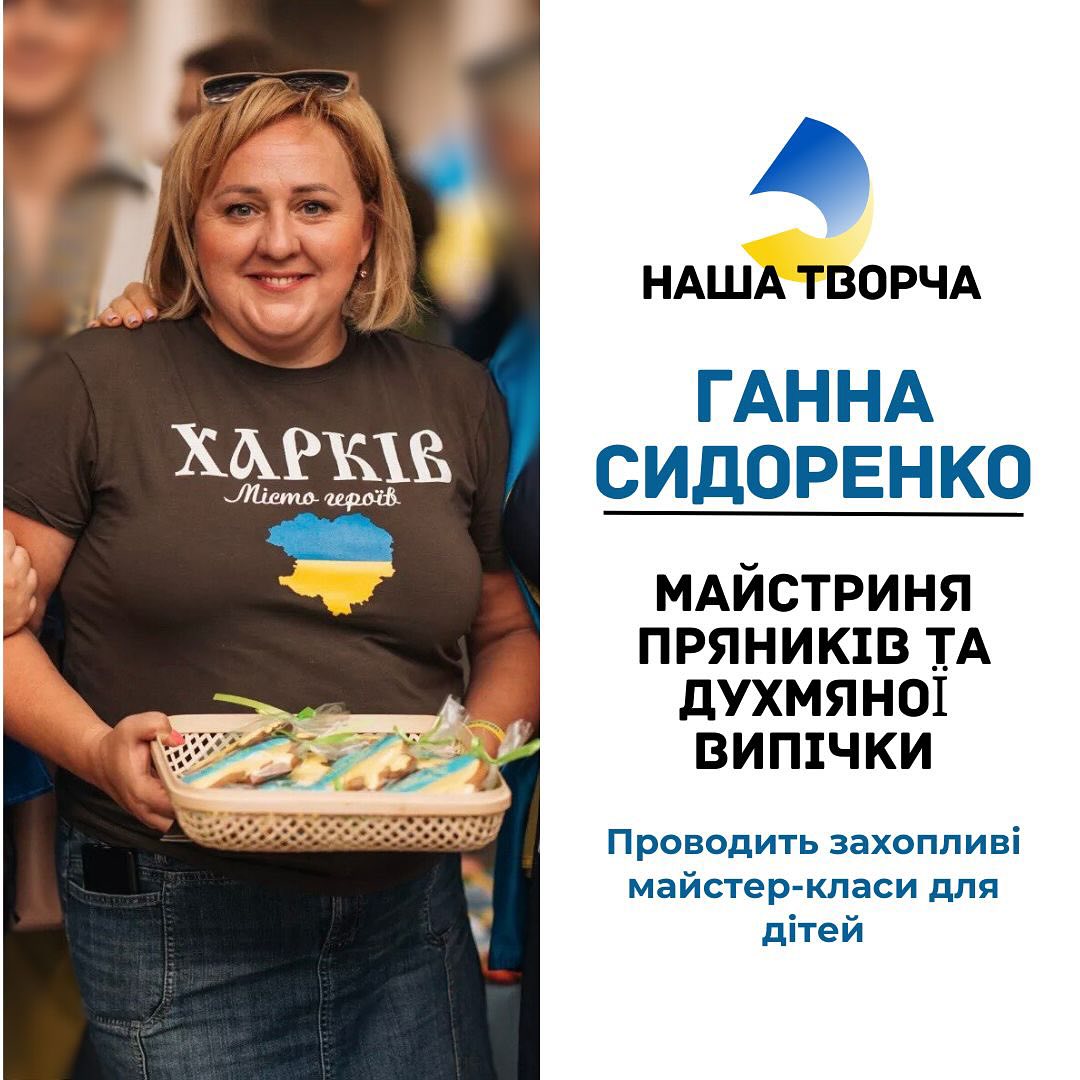 ХАРКІВ
Місто героїв
НАША ТВОРЧА
ГАННА
СИДОРЕНКО
МАЙСТРИНЯ
ПРЯНИКІВ ТА
ДУХМЯНОЇ
ВИПІЧКИ
Проводить захопливі
майстер-класи для
дітей